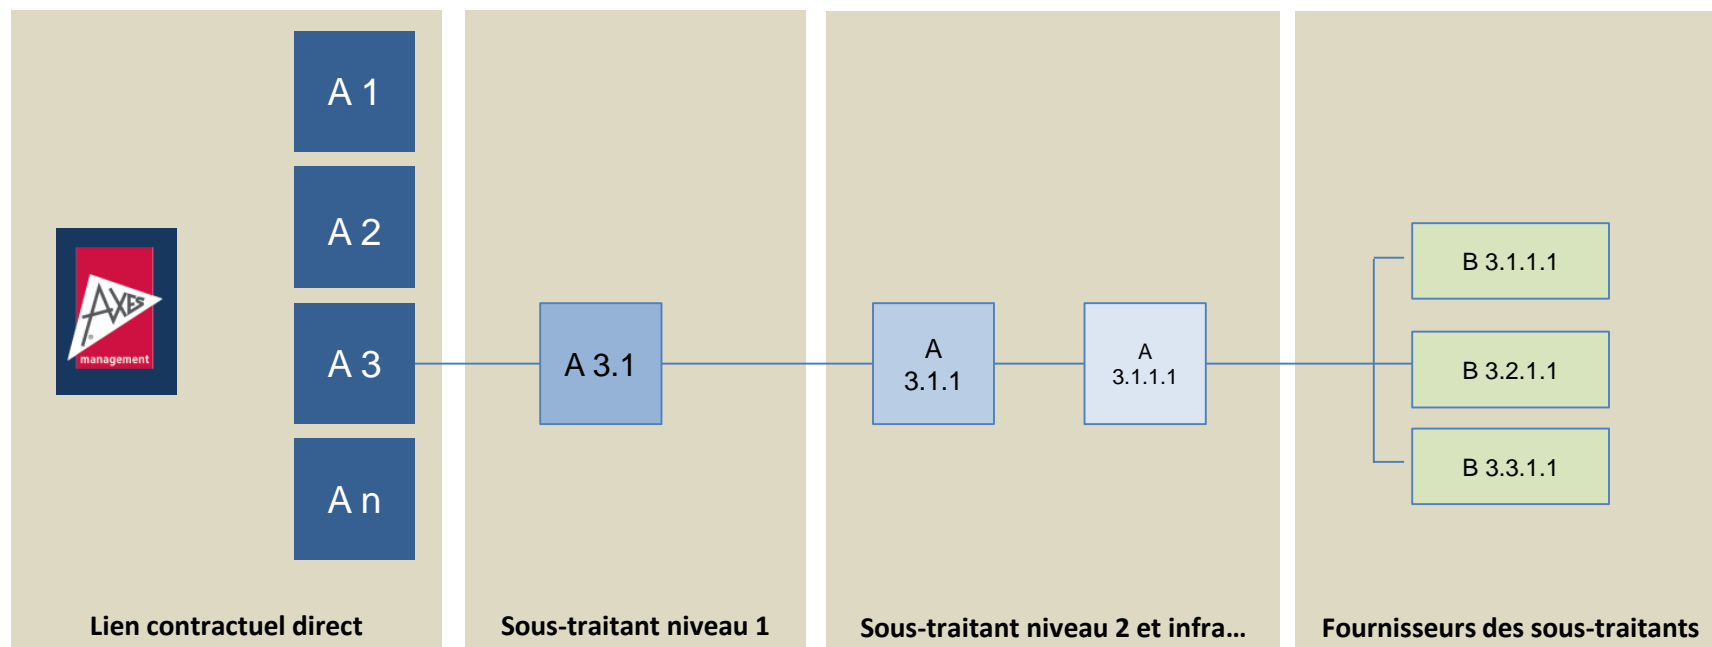 A 1
A 2
AXES
management
A 3
A n
Lien contractuel direct
A 3.1
Sous-traitant niveau 1
A
3.1.1
A
3.1.1.1
Sous-traitant niveau 2 et infra…
B 3.1.1.1
B 3.2.1.1
B 3.3.1.1
Fournisseurs des sous-traitants